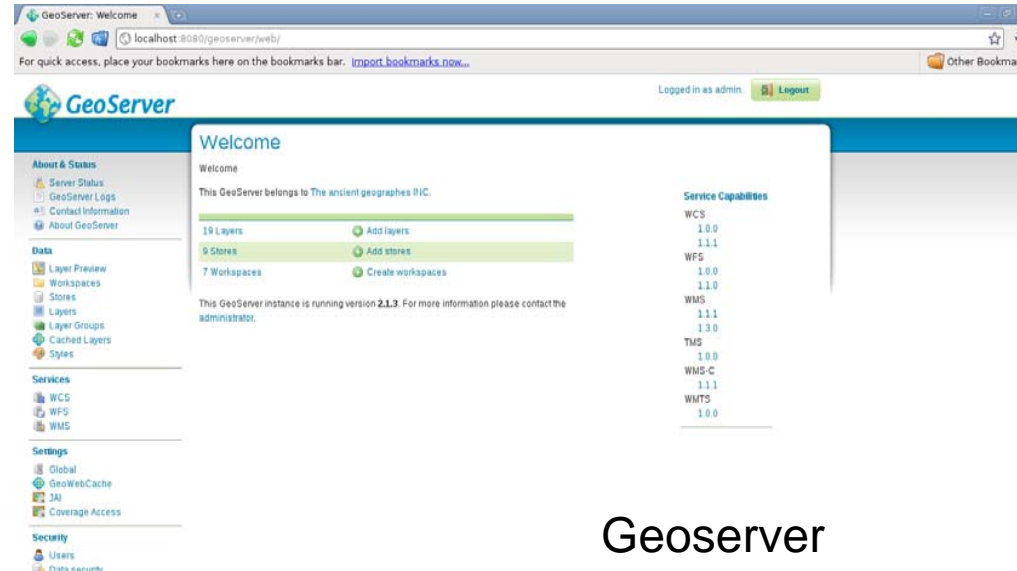 GeoServer: Welcome
localhost:8080/geoserver/web/
For quick access, place your bookmarks here on the bookmarks bar. Import bookmarks now...
Other Bookma
GeoServer
Logged in as admin.
Logout
Welcome
Welcome
This GeoServer belongs to The ancient geographes INC.
19 Layers
Add layers
9 Stores
Add stores
7 Workspaces
Create workspaces
This GeoServer instance is running version 2.1.3. For more information please contact the
administrator.
About & Status
Server Status
GeoServer Logs
Contact Information
About GeoServer
Data
Layer Preview
Workspaces
Stores
Layers
Layer Groups
Cached Layers
Styles
Services
WCS
WFS
WMS
Settings
Global
GeoWebCache
JAI
Coverage Access
Security
Users
Data security
Service Capabilities
WCS
1.0.0
1.1.1
WFS
1.0.0
1.1.0
WMS
1.1.1
1.3.0
TMS
1.0.0
WMS-C
1.1.1
WMTS
1.0.0
Geoserver